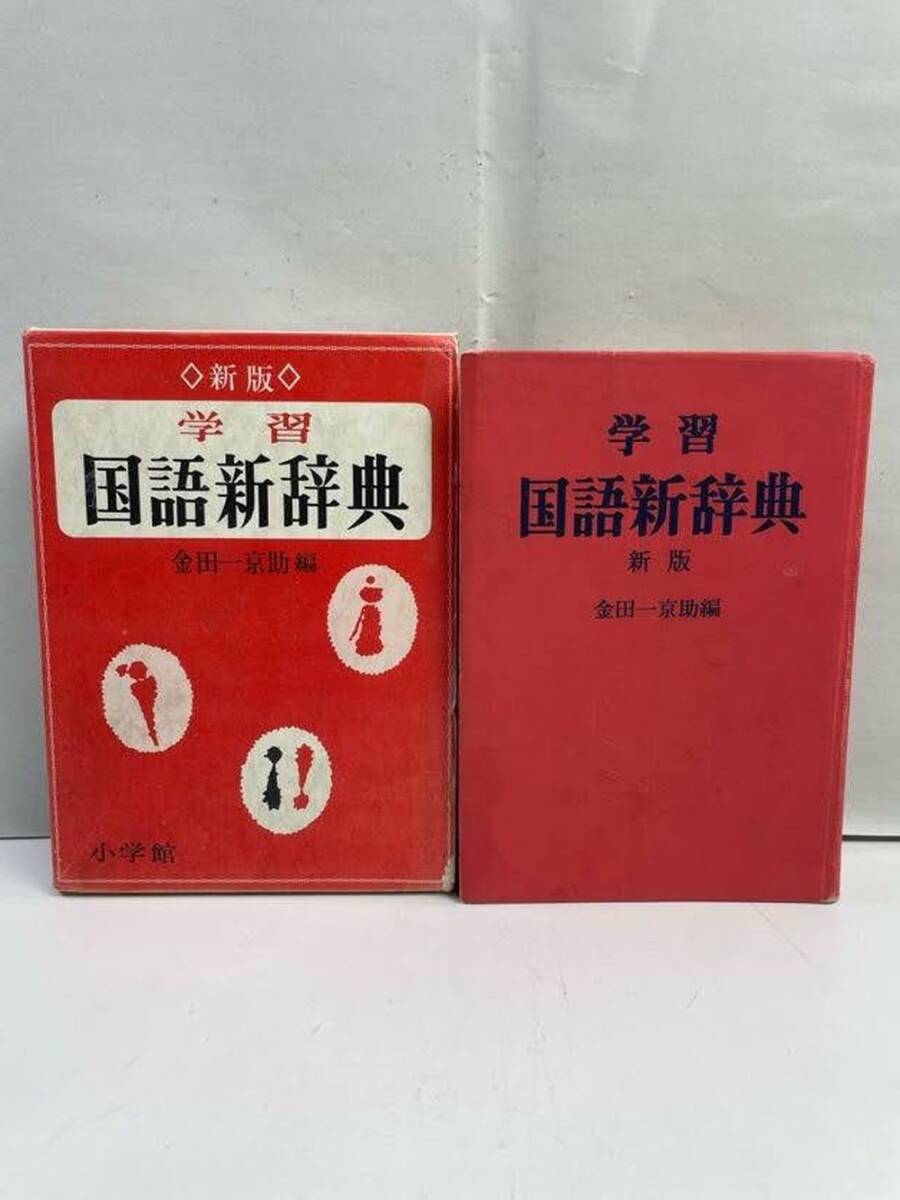 ◇新版◇
学習
国語新辞典
金田一京助編
小学館
学習
国語新辞典
新版
金田一京助編